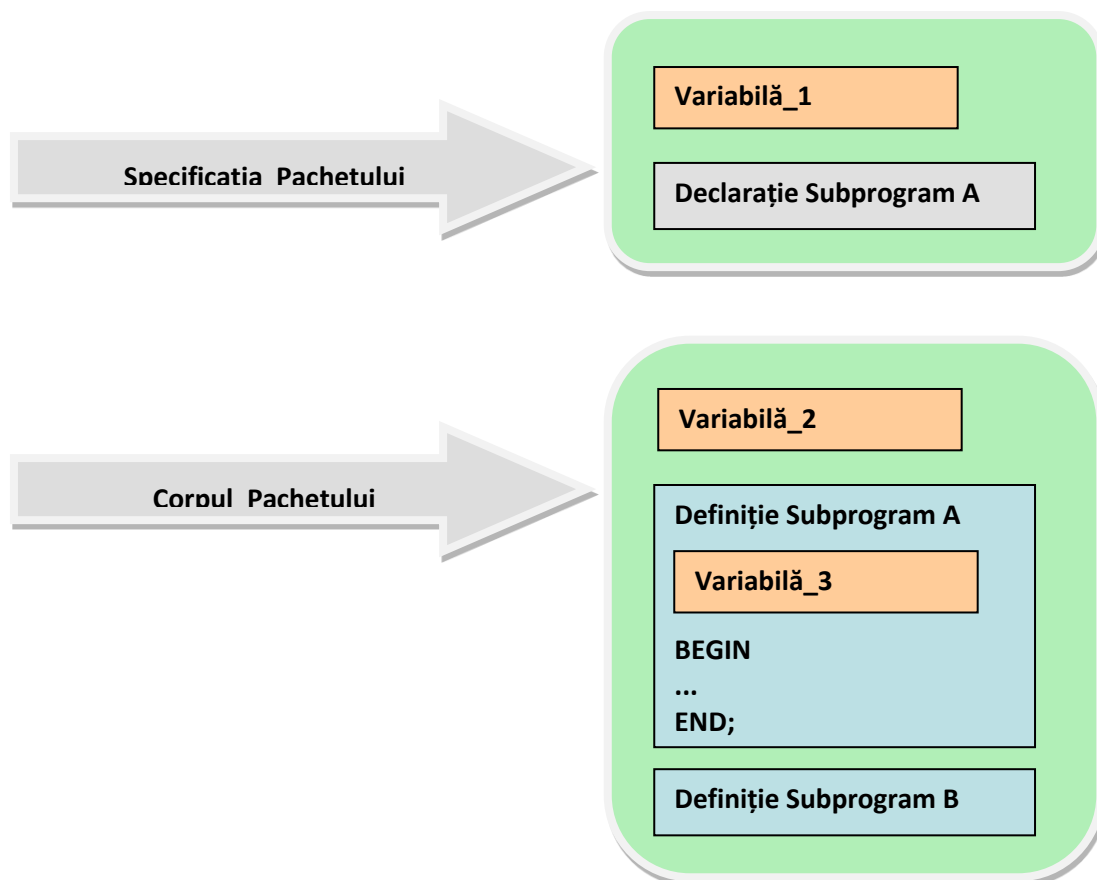 Variabilă_1
Specificatia Pachetului
Declarație Subprogram A
Variabilă_2
Corpul Pachetului
Definiție Subprogram A
Variabilă_3
BEGIN
...
END;
Definiție Subprogram B